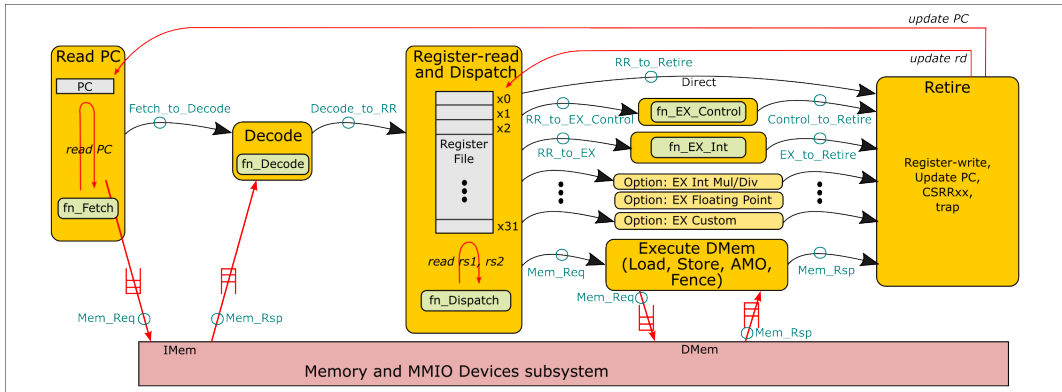 update PC
update rd
Read PC
PC
read PC
fn_Fetch
Fetch_to_Decode
Decode
fn_Decode
Decode_to_RR
Register-read
and Dispatch
x0
x1
x2
Register
File
x31
read rs1, rs2
fn_Dispatch
RR_to_Retire
Direct
RR_to_EX_Control
fn_EX_Control
Control_to_Retire
RR_to_EX
fn_EX_Int
EX_to_Retire
Option: EX Int Mul/Div
Option: EX Floating Point
Option: EX Custom
Mem_Req
Execute DMem
(Load, Store, AMO,
Fence)
Mem_Rsp
Retire
Register-write,
Update PC,
CSRRxx,
trap
Mem_Req
Mem_Rsp
Mem_Req
Mem_Rsp
IMem
DMem
Memory and MMIO Devices subsystem